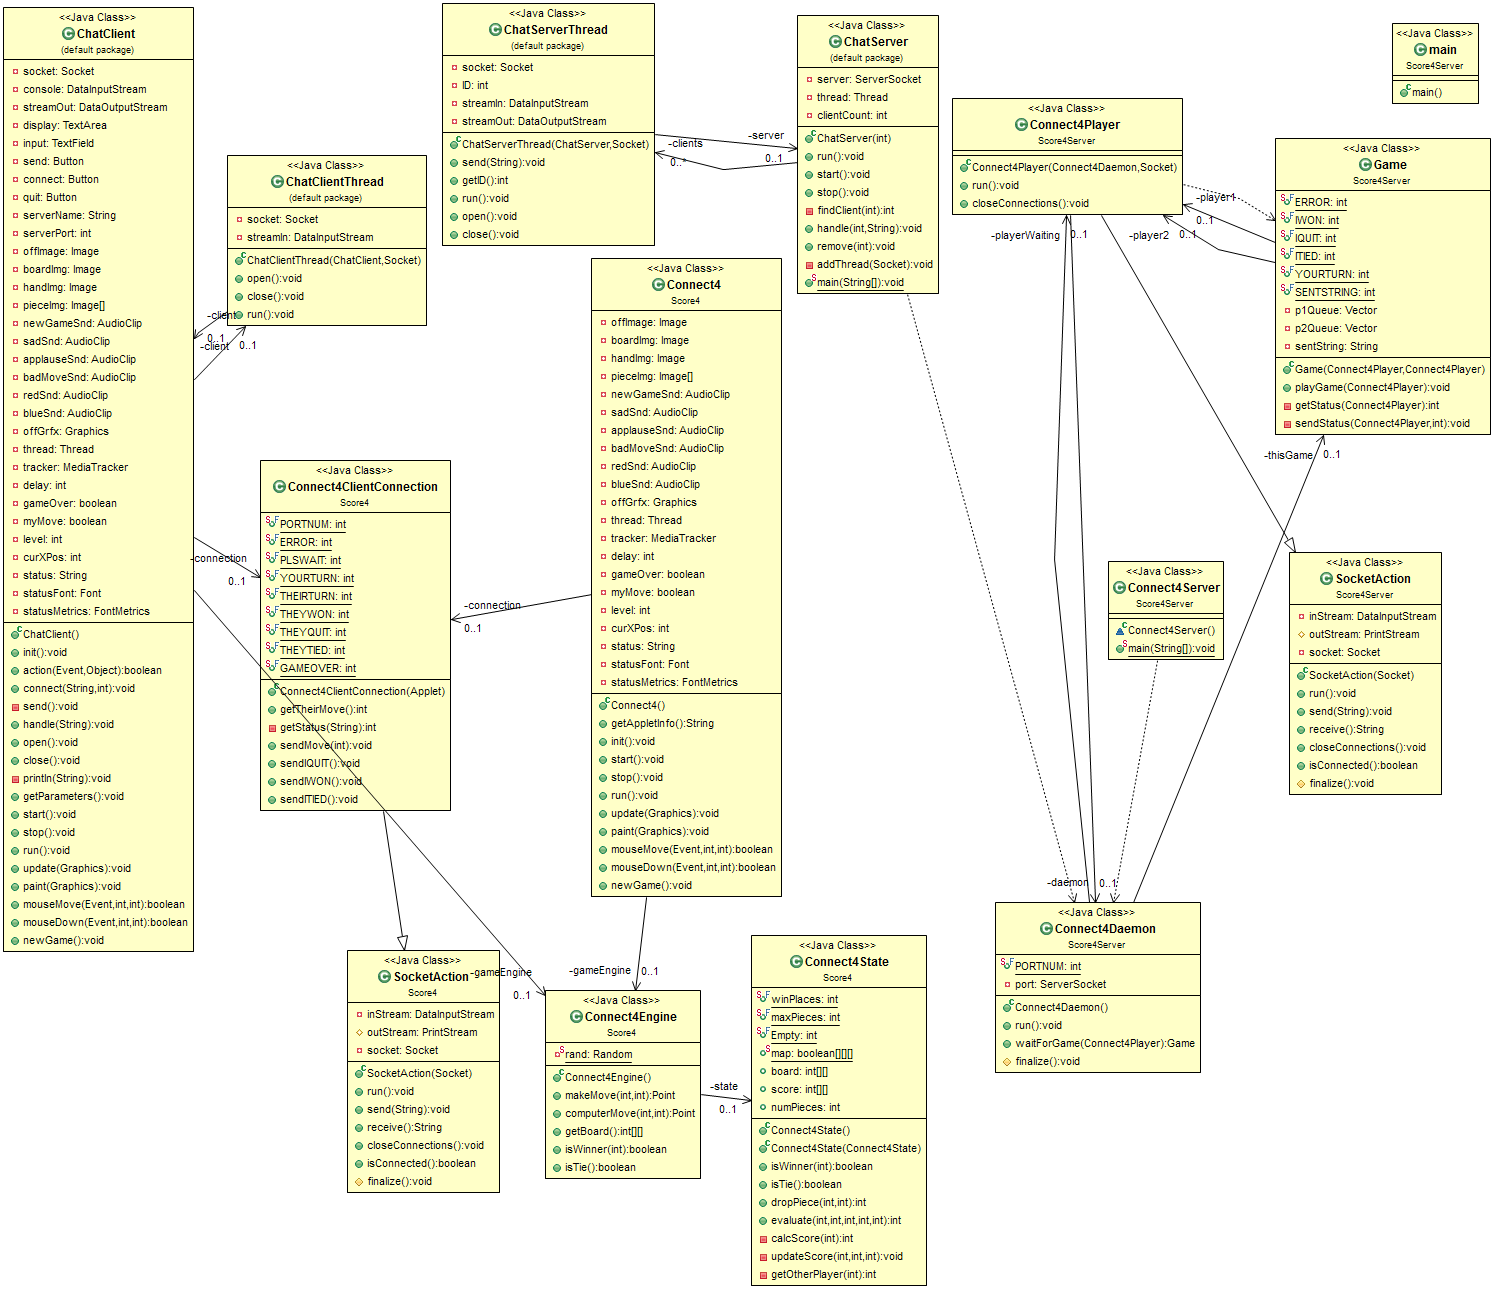 <<Java Class>>
ChatClient
(default package)
socket: Socket
console: DataInputStream
streamOut: DataOutputStream
display: TextArea
input: TextField
send: Button
connect: Button
quit: Button
serverName: String
serverPort: int
offImage: Image
boardImg: Image
handImg: Image
pieceImg: Image[]
newGameSnd: AudioClip
sadSnd: AudioClip
applauseSnd: AudioClip
badMoveSnd: AudioClip
redSnd: AudioClip
blueSnd: AudioClip
offGrfx: Graphics
thread: Thread
tracker: MediaTracker
delay: int
gameOver: boolean
myMove: boolean
level: int
curXPos: int
status: String
statusFont: Font
statusMetrics: FontMetrics
ChatClient()
init():void
action(Event,Object):boolean
connect(String,int):void
send():void
handle(String):void
open():void
close():void
println(String):void
getParameters():void
start():void
stop():void
run():void
update(Graphics):void
paint(Graphics):void
mouseMove(Event,int,int):boolean
mouseDown(Event,int,int):boolean
newGame():void
<<Java Class>>
ChatClientThread
(default package)
socket: Socket
streamIn: DataInputStream
ChatClientThread(ChatClient,Socket)
open():void
close():void
run():void
-client
0..1
-client
0..1
<<Java Class>>
ChatServerThread
(default package)
socket: Socket
ID: int
streamIn: DataInputStream
streamOut: DataOutputStream
ChatServerThread(ChatServer,Socket)
send(String):void
getID():int
run():void
open():void
close():void
-server
0..1
-clients
0..*
<<Java Class>>
ChatServer
(default package)
server: ServerSocket
thread: Thread
clientCount: int
ChatServer(int)
run():void
start():void
stop():void
findClient(int):int
handle(int,String):void
remove(int):void
addThread(Socket):void
main(String[]):void
<<Java Class>>
main
Score4Server
main()
<<Java Class>>
Connect4Player
Score4Server
Connect4Player(Connect4Daemon,Socket)
run():void
closeConnections():void
-playerWaiting
0..1
-player2
0..1
-player1
0..1
<<Java Class>>
Game
Score4Server
ERROR: int
IWON: int
IQUIT: int
ITIED: int
YOURTURN: int
SENTSTRING: int
p1Queue: Vector
p2Queue: Vector
sentString: String
Game(Connect4Player,Connect4Player)
playGame(Connect4Player):void
getStatus(Connect4Player):int
sendStatus(Connect4Player,int):void
-thisGame
0..1
<<Java Class>>
Connect4ClientConnection
Score4
PORTNUM: int
ERROR: int
PLSWAIT: int
YOURTURN: int
THEIRTURN: int
THEYWON: int
THEYQUIT: int
THEYTIED: int
GAMEOVER: int
Connect4ClientConnection(Applet)
getTheirMove():int
getStatus(String):int
sendMove(int):void
sendIQUIT():void
sendIWON():void
sendITIED():void
-connection
0..1
-connection
0..1
<<Java Class>>
Connect4
Score4
offImage: Image
boardImg: Image
handImg: Image
pieceImg: Image[]
newGameSnd: AudioClip
sadSnd: AudioClip
applauseSnd: AudioClip
badMoveSnd: AudioClip
redSnd: AudioClip
blueSnd: AudioClip
offGrfx: Graphics
thread: Thread
tracker: MediaTracker
delay: int
gameOver: boolean
myMove: boolean
level: int
curXPos: int
status: String
statusFont: Font
statusMetrics: FontMetrics
Connect4()
getAppletInfo():String
init():void
start():void
stop():void
run():void
update(Graphics):void
paint(Graphics):void
mouseMove(Event,int,int):boolean
mouseDown(Event,int,int):boolean
newGame():void
<<Java Class>>
Connect4Server
Score4Server
Connect4Server()
main(String[]):void
<<Java Class>>
SocketAction
Score4Server
inStream: DataInputStream
outStream: PrintStream
socket: Socket
SocketAction(Socket)
run():void
send(String):void
receive():String
closeConnections():void
isConnected():boolean
finalize():void
-daemon
0..1
<<Java Class>>
Connect4Daemon
Score4Server
PORTNUM: int
port: ServerSocket
Connect4Daemon()
run():void
waitForGame(Connect4Player):Game
finalize():void
<<Java Class>>
SocketAction
Score4
inStream: DataInputStream
outStream: PrintStream
socket: Socket
SocketAction(Socket)
run():void
send(String):void
receive():String
closeConnections():void
isConnected():boolean
finalize():void
-gameEngine
0..1
-gameEngine
0..1
<<Java Class>>
Connect4Engine
Score4
rand: Random
Connect4Engine()
makeMove(int,int):Point
computerMove(int,int):Point
getBoard():int[][]
isWinner(int):boolean
isTie():boolean
-state
0..1
<<Java Class>>
Connect4State
Score4
winPlaces: int
maxPieces: int
Empty: int
map: boolean[][][]
board: int[][]
score: int[][]
numPieces: int
Connect4State()
Connect4State(Connect4State)
isWinner(int):boolean
isTie():boolean
dropPiece(int,int):int
evaluate(int,int,int,int,int):int
calcScore(int):int
updateScore(int,int,int):void
getOtherPlayer(int):int